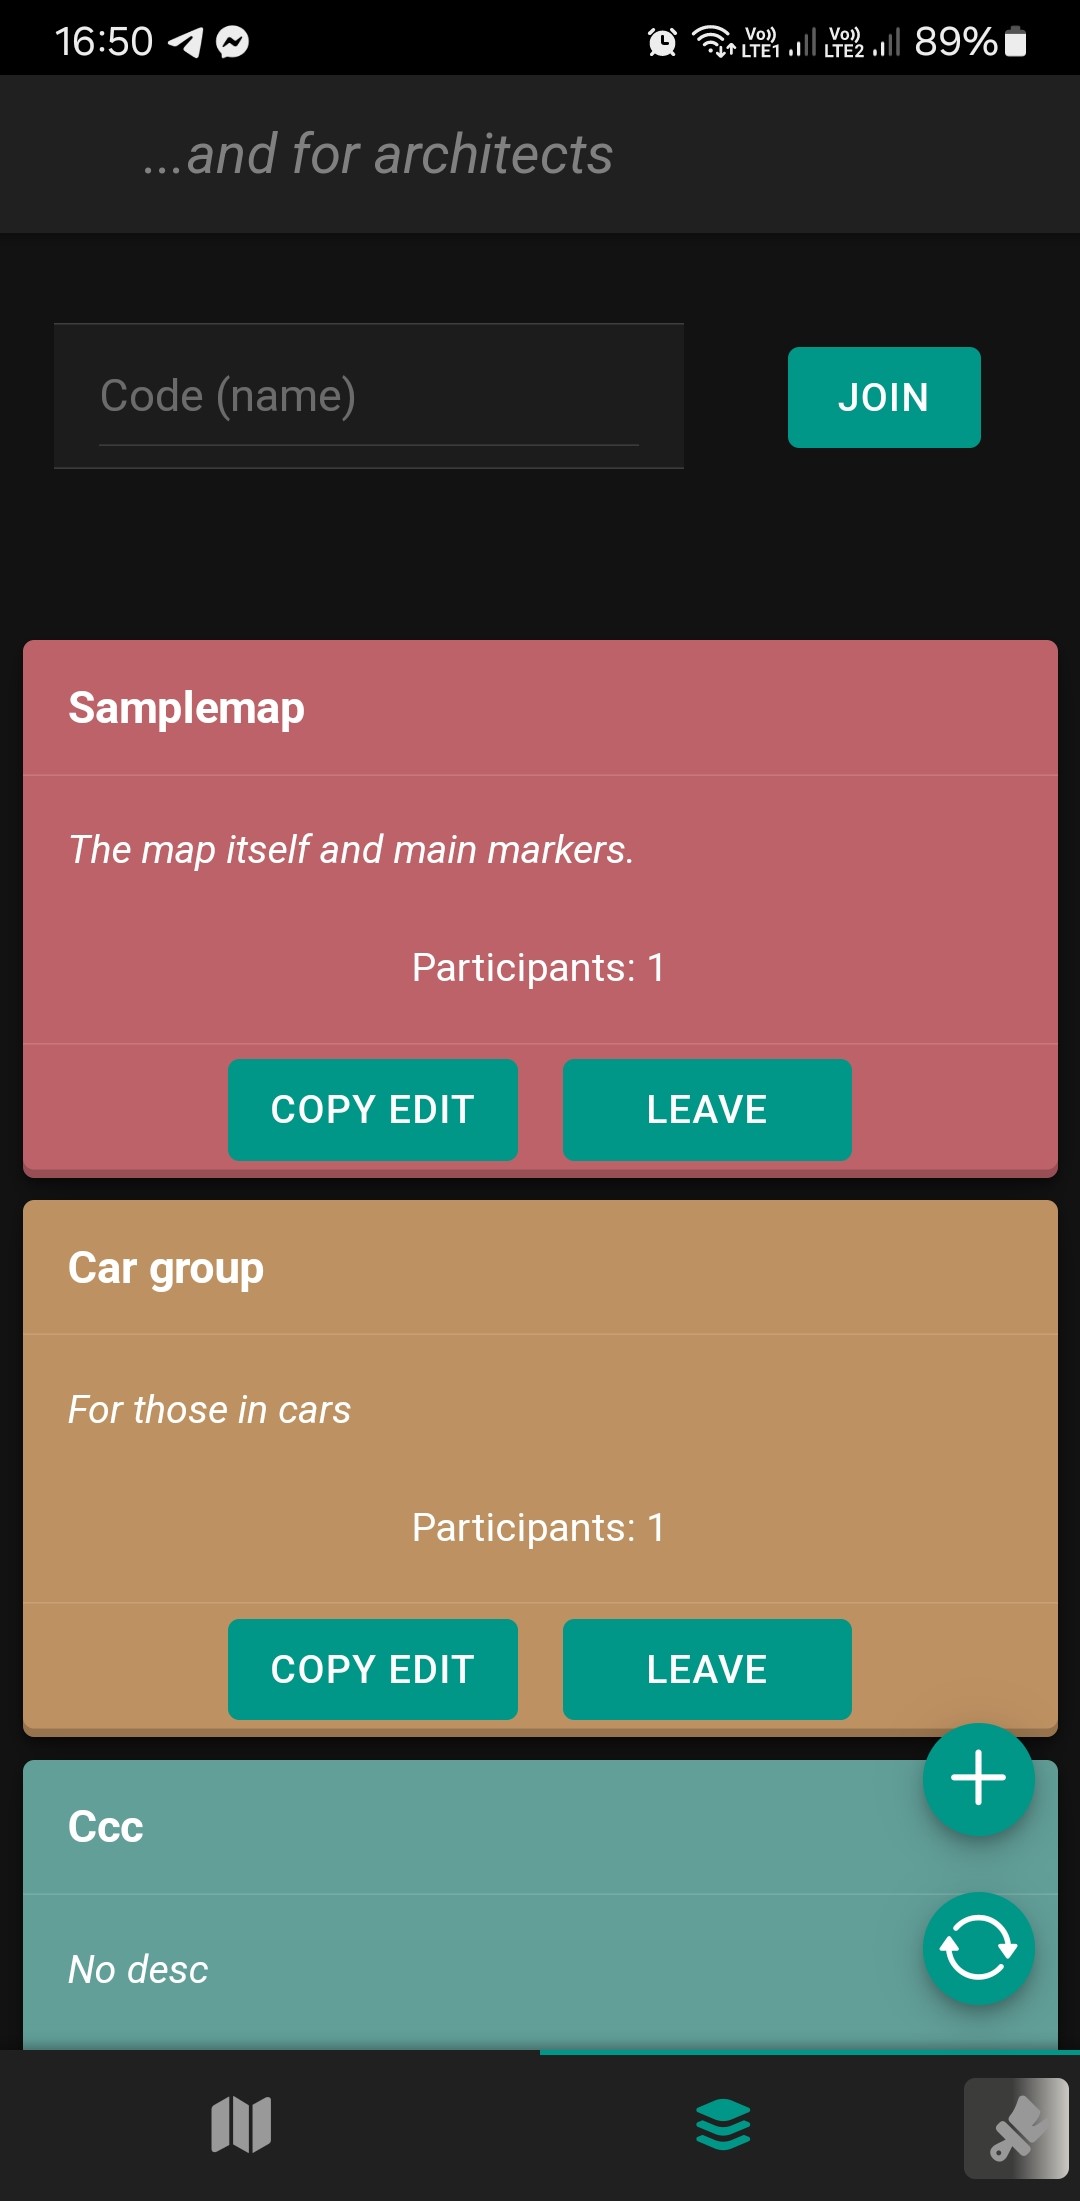 16:50 Vo)) LTE1 Vo)) LTE2 89%
...and for architects
Code (name) JOIN
Samplemap
The map itself and main markers.
Participants: 1
COPY EDIT LEAVE
Car group
For those in cars
Participants: 1
COPY EDIT LEAVE
Ccc
No desc